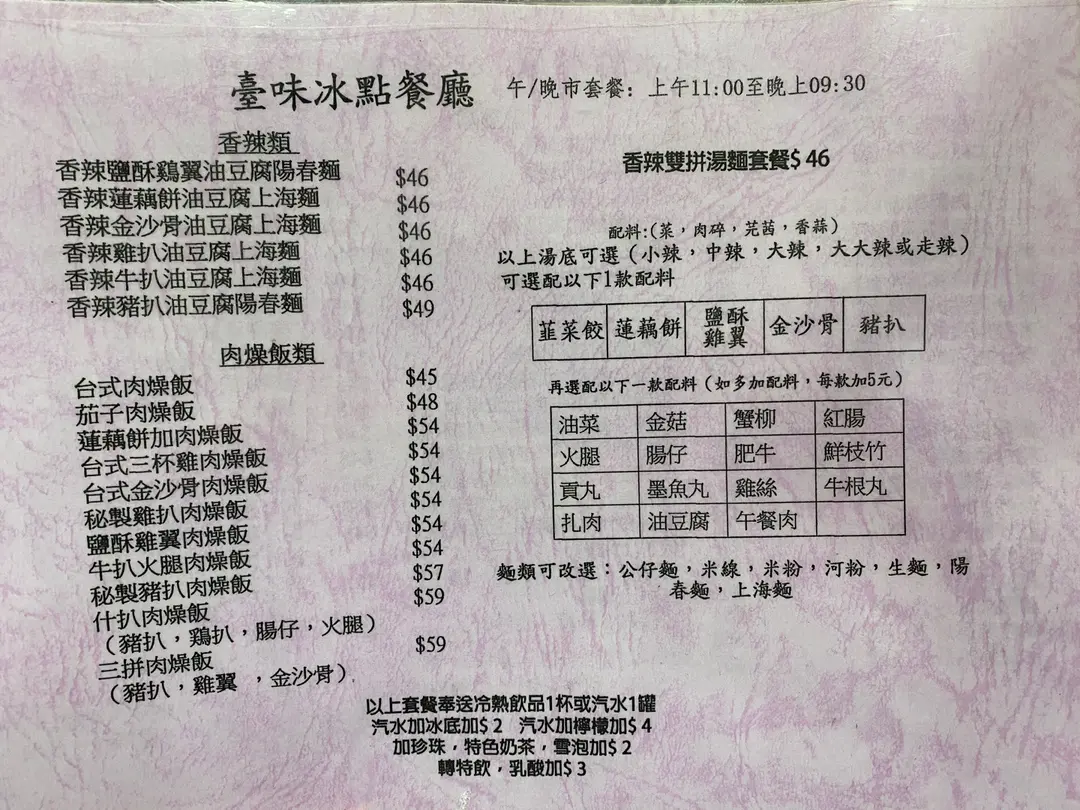 臺味冰點餐廳 午/晚市套餐：上午11:00至晚上09:30
香辣類
香辣鹽酥鷄翼油豆腐陽春麵 $46
香辣蓮藕餅油豆腐上海麵 $46
香辣金沙骨油豆腐上海麵 $46
香辣雞扒油豆腐上海麵 $46
香辣牛扒油豆腐上海麵 $46
香辣豬扒油豆腐陽春麵 $49
肉燥飯類
台式肉燥飯 $45
茄子肉燥飯 $48
蓮藕餅加肉燥飯 $54
台式三杯雞肉燥飯 $54
台式金沙骨肉燥飯 $54
秘製雞扒肉燥飯 $54
鹽酥雞翼肉燥飯 $54
牛扒火腿肉燥飯 $54
秘製豬扒肉燥飯 $57
什扒肉燥飯 $59
（豬扒，鶏扒，腸仔，火腿）
三拼肉燥飯 $59
（豬扒，雞翼 ，金沙骨）
香辣雙拼湯麵套餐$ 46
配料:(菜，肉碎，芫茜，香蒜)
以上湯底可選（小辣，中辣，大辣，大大辣或走辣）
可選配以下1款配料
韮菜餃 蓮藕餅 鹽酥雞翼 金沙骨 豬扒
再選配以下一款配料（如多加配料，每款加5元）
油菜 金菇 蟹柳 紅腸
火腿 腸仔 肥牛 鮮枝竹
貢丸 墨魚丸 雞絲 牛根丸
扎肉 油豆腐 午餐肉
麵類可改選：公仔麵，米線，米粉，河粉，生麵，陽
春麵，上海麵
以上套餐奉送冷熱飲品1杯或汽水1罐
汽水加冰底加$ 2 汽水加檸檬加$ 4
加珍珠，特色奶茶，雪泡加$ 2
轉特飲，乳酸加$ 3